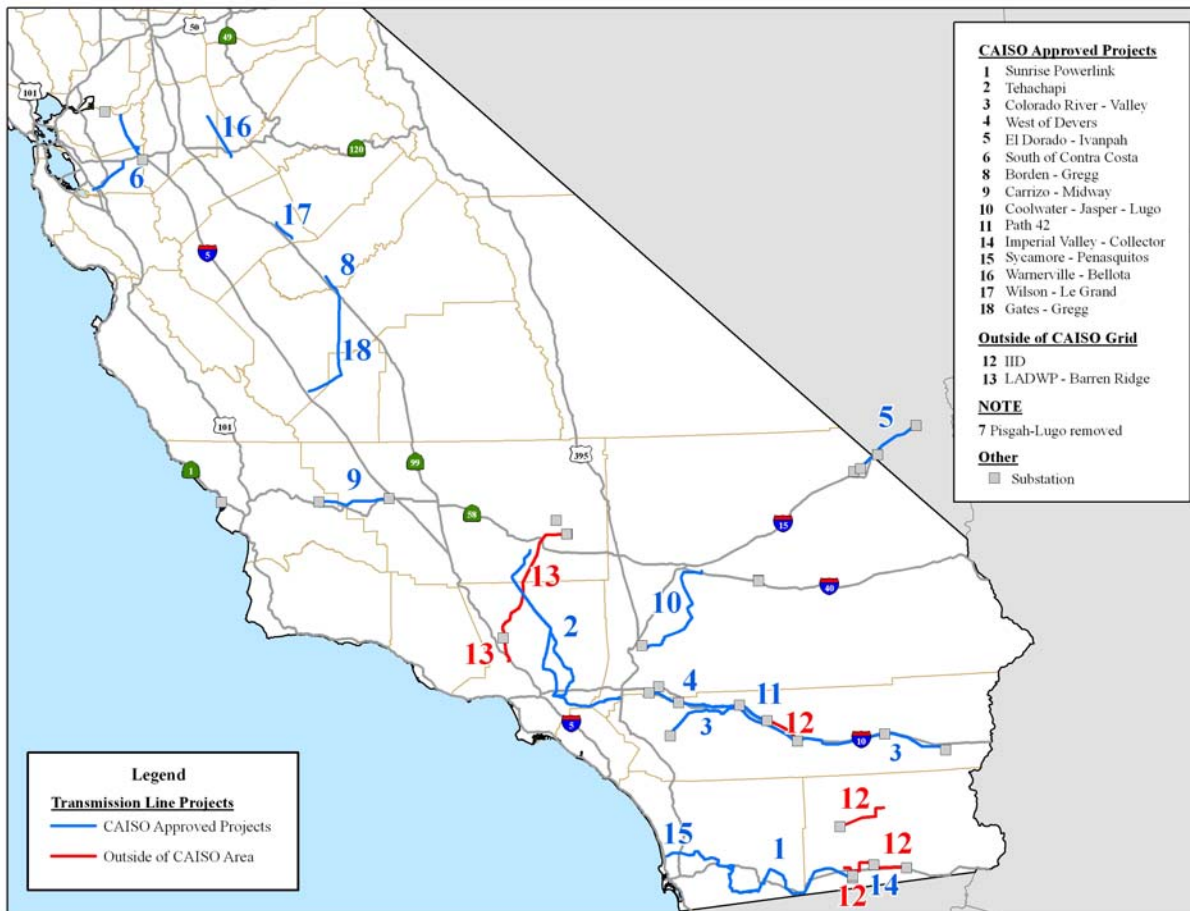 50
49
101
16
120
6
17
5
8
18
101
395
5
1
99
9
58
15
13
40
10
2
13
4
11
5
3
12
10
3
12
15
1
12
12
14
CAISO Approved Projects
1 Sunrise Powerlink
2 Tehachapi
3 Colorado River - Valley
4 West of Devers
5 El Dorado - Ivanpah
6 South of Contra Costa
8 Borden - Gregg
9 Carrizo - Midway
10 Coolwater - Jasper - Lugo
11 Path 42
14 Imperial Valley - Collector
15 Sycamore - Penasquitos
16 Warnerville - Bellota
17 Wilson - Le Grand
18 Gates - Gregg
Outside of CAISO Grid
12 IID
13 LADWP - Barren Ridge
NOTE
7 Pisgah-Lugo removed
Other
Substation
Legend
Transmission Line Projects
CAISO Approved Projects
Outside of CAISO Area